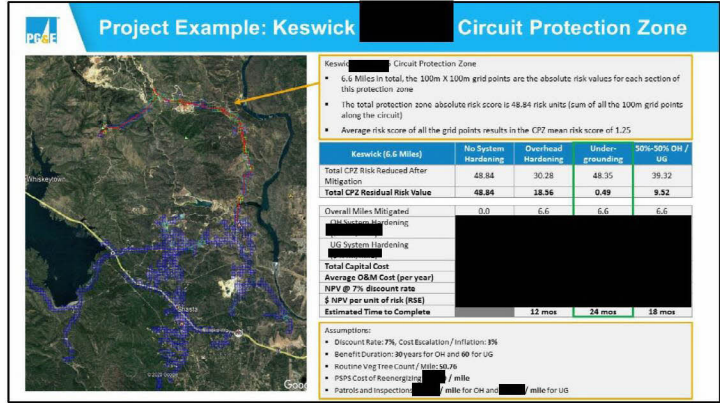 PG&E
Project Example: Keswick Circuit Protection Zone
Keswic s Circuit Protection Zone
▪ 6.6 Miles in total, the 100m X 100m grid points are the absolute risk values for each section of
this protection zone
▪ The total protection zone absolute risk score is 48.84 risk units (sum of all the 100m grid points
along the circuit)
▪ Average risk score of all the grid points results in the CPZ mean risk score of 1.25
Keswick (6.6 Miles) No System Hardening Overhead Hardening Under-grounding 50%-50% OH / UG
Total CPZ Risk Reduced After Mitigation 48.84 30.28 48.35 39.32
Total CPZ Residual Risk Value 48.84 18.56 0.49 9.52
Overall Miles Mitigated 0.0 6.6 6.6 6.6
OH System Hardening
UG System Hardening
Total Capital Cost
Average O&M Cost (per year)
NPV @ 7% discount rate
$ NPV per unit of risk (RSE)
Estimated Time to Complete 12 mos 24 mos 18 mos
Assumptions:
▪ Discount Rate: 7%, Cost Escalation / Inflation: 3%
▪ Benefit Duration: 30 years for OH and 60 for UG
▪ Routine Veg Tree Count / Mile: 50.76
▪ PSPS Cost of Reenergizing / mile
▪ Patrols and Inspections / mile for OH and / mile for UG
Whiskeytown
Shasta
Goo